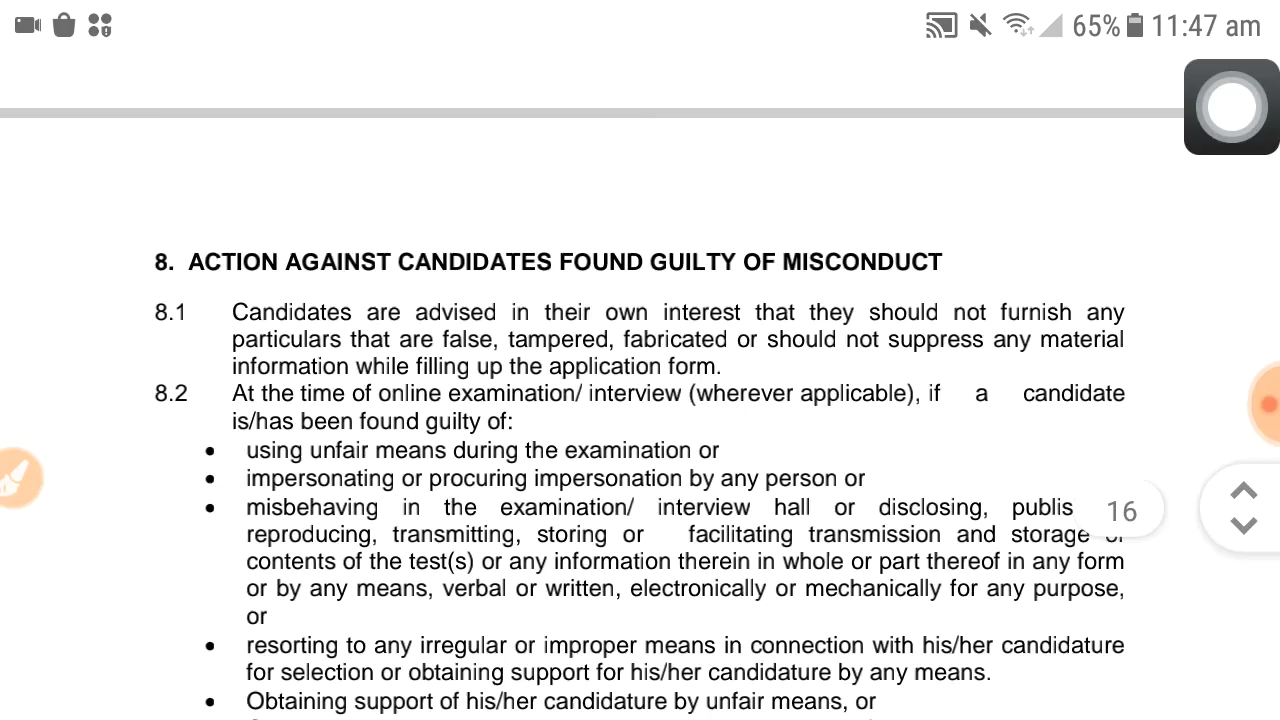 65% 11:47 am
8. ACTION AGAINST CANDIDATES FOUND GUILTY OF MISCONDUCT
8.1 Candidates are advised in their own interest that they should not furnish any
particulars that are false, tampered, fabricated or should not suppress any material
information while filling up the application form.
8.2 At the time of online examination/ interview (wherever applicable), if a candidate
is/has been found guilty of:
• using unfair means during the examination or
• impersonating or procuring impersonation by any person or
• misbehaving in the examination/ interview hall or disclosing, publis
16
reproducing, transmitting, storing or facilitating transmission and storage
contents of the test(s) or any information therein in whole or part thereof in any form
or by any means, verbal or written, electronically or mechanically for any purpose,
or
• resorting to any irregular or improper means in connection with his/her candidature
for selection or obtaining support for his/her candidature by any means.
• Obtaining support of his/her candidature by unfair means, or